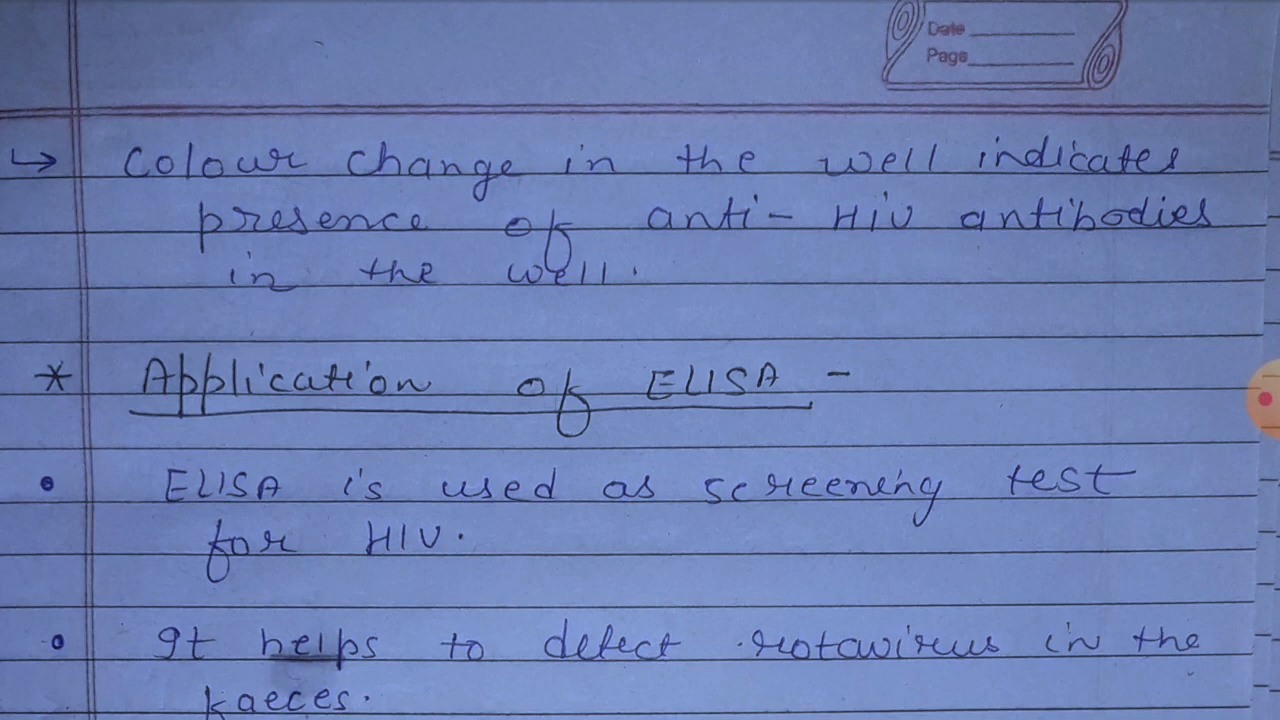 Date
Page
↳ Colour change in the well indicates
presence of anti- HIV antibodies
in the well.
* Application of ELISA -
• ELISA is used as screening test
for HIV.
• It helps to detect rotavirus in the
faeces.